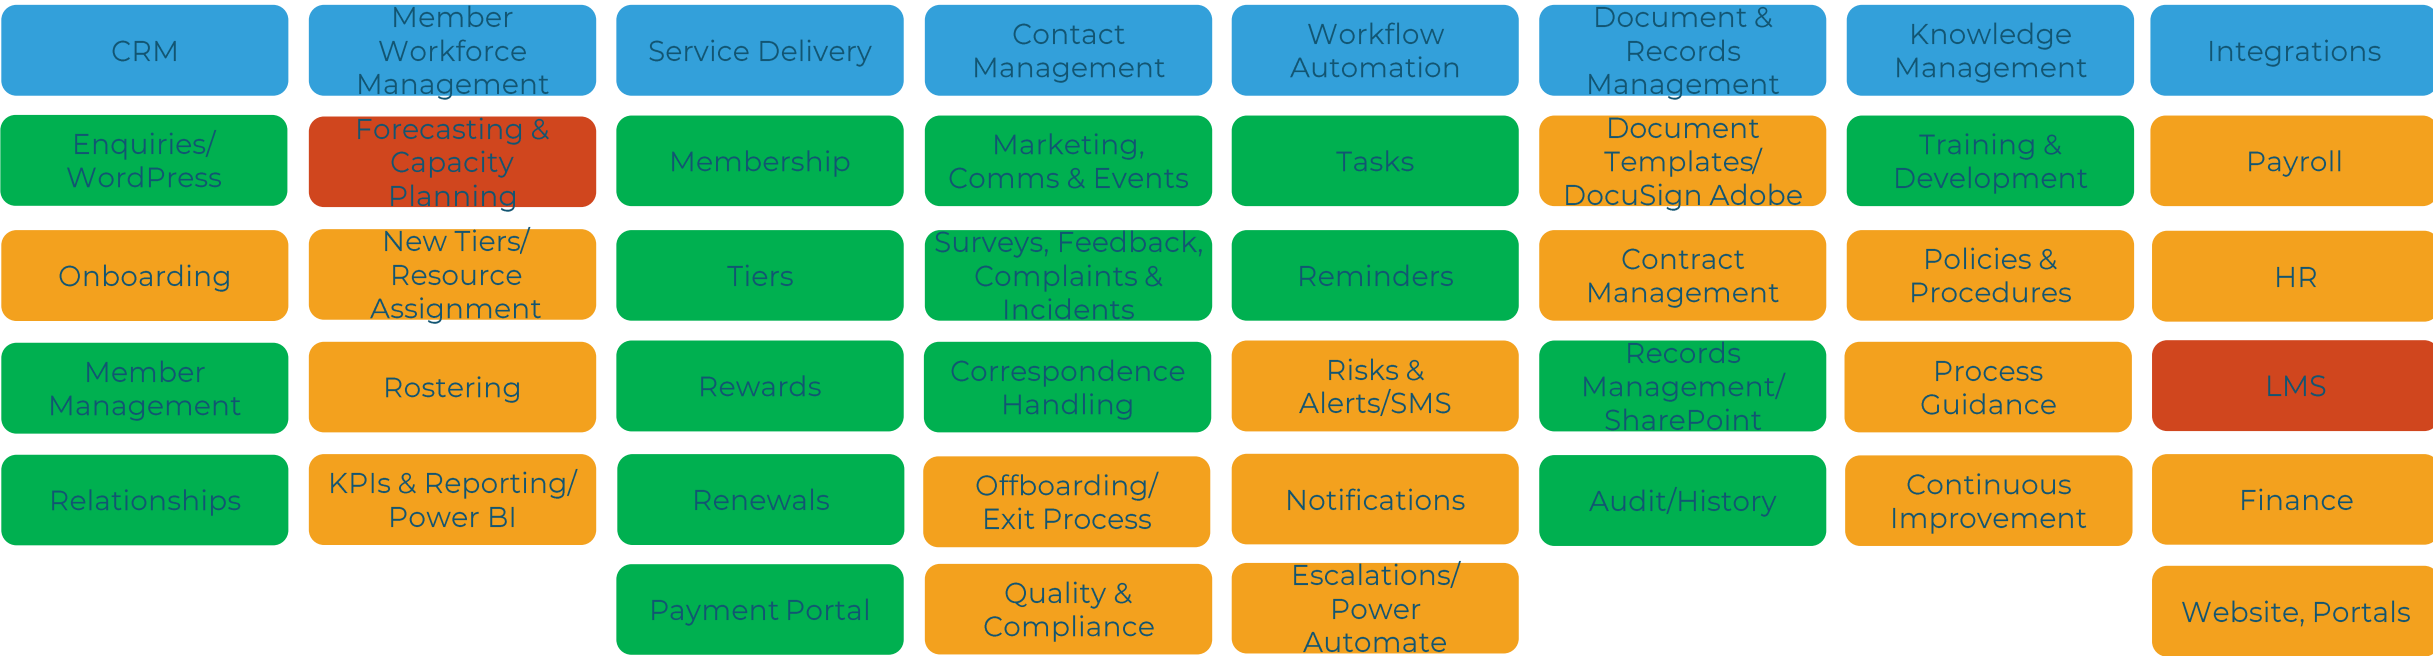 CRM
Member
Workforce
Management
Service Delivery
Contact
Management
Workflow
Automation
Document &
Records
Management
Knowledge
Management
Integrations
Enquiries/
WordPress
Forecasting &
Capacity
Planning
Membership
Marketing,
Comms & Events
Tasks
Document
Templates/
DocuSign Adobe
Training &
Development
Payroll
Onboarding
New Tiers/
Resource
Assignment
Tiers
Surveys, Feedback,
Complaints &
Incidents
Reminders
Contract
Management
Policies &
Procedures
HR
Member
Management
Rostering
Rewards
Correspondence
Handling
Risks &
Alerts/SMS
Records
Management/
SharePoint
Process
Guidance
LMS
Relationships
KPIs & Reporting/
Power BI
Renewals
Offboarding/
Exit Process
Notifications
Audit/History
Continuous
Improvement
Finance
Payment Portal
Quality &
Compliance
Escalations/
Power
Automate
Website, Portals